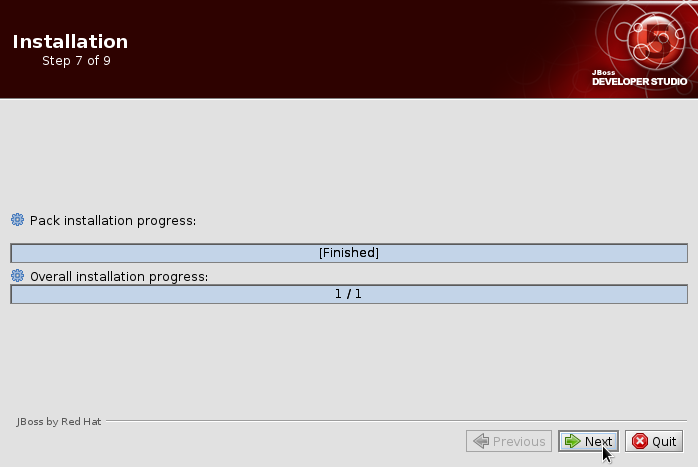 Installation
Step 7 of 9
JBoss
DEVELOPER STUDIO
Pack installation progress:
[Finished]
Overall installation progress:
1 / 1
JBoss by Red Hat
Previous
Next
Quit